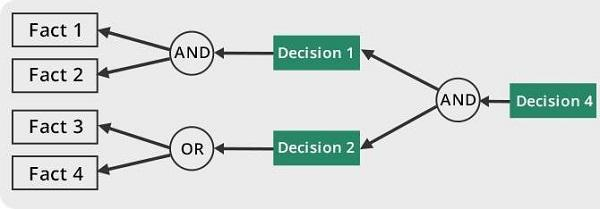 Fact 1
Fact 2
AND
Decision 1
Fact 3
Fact 4
OR
Decision 2
AND
Decision 4